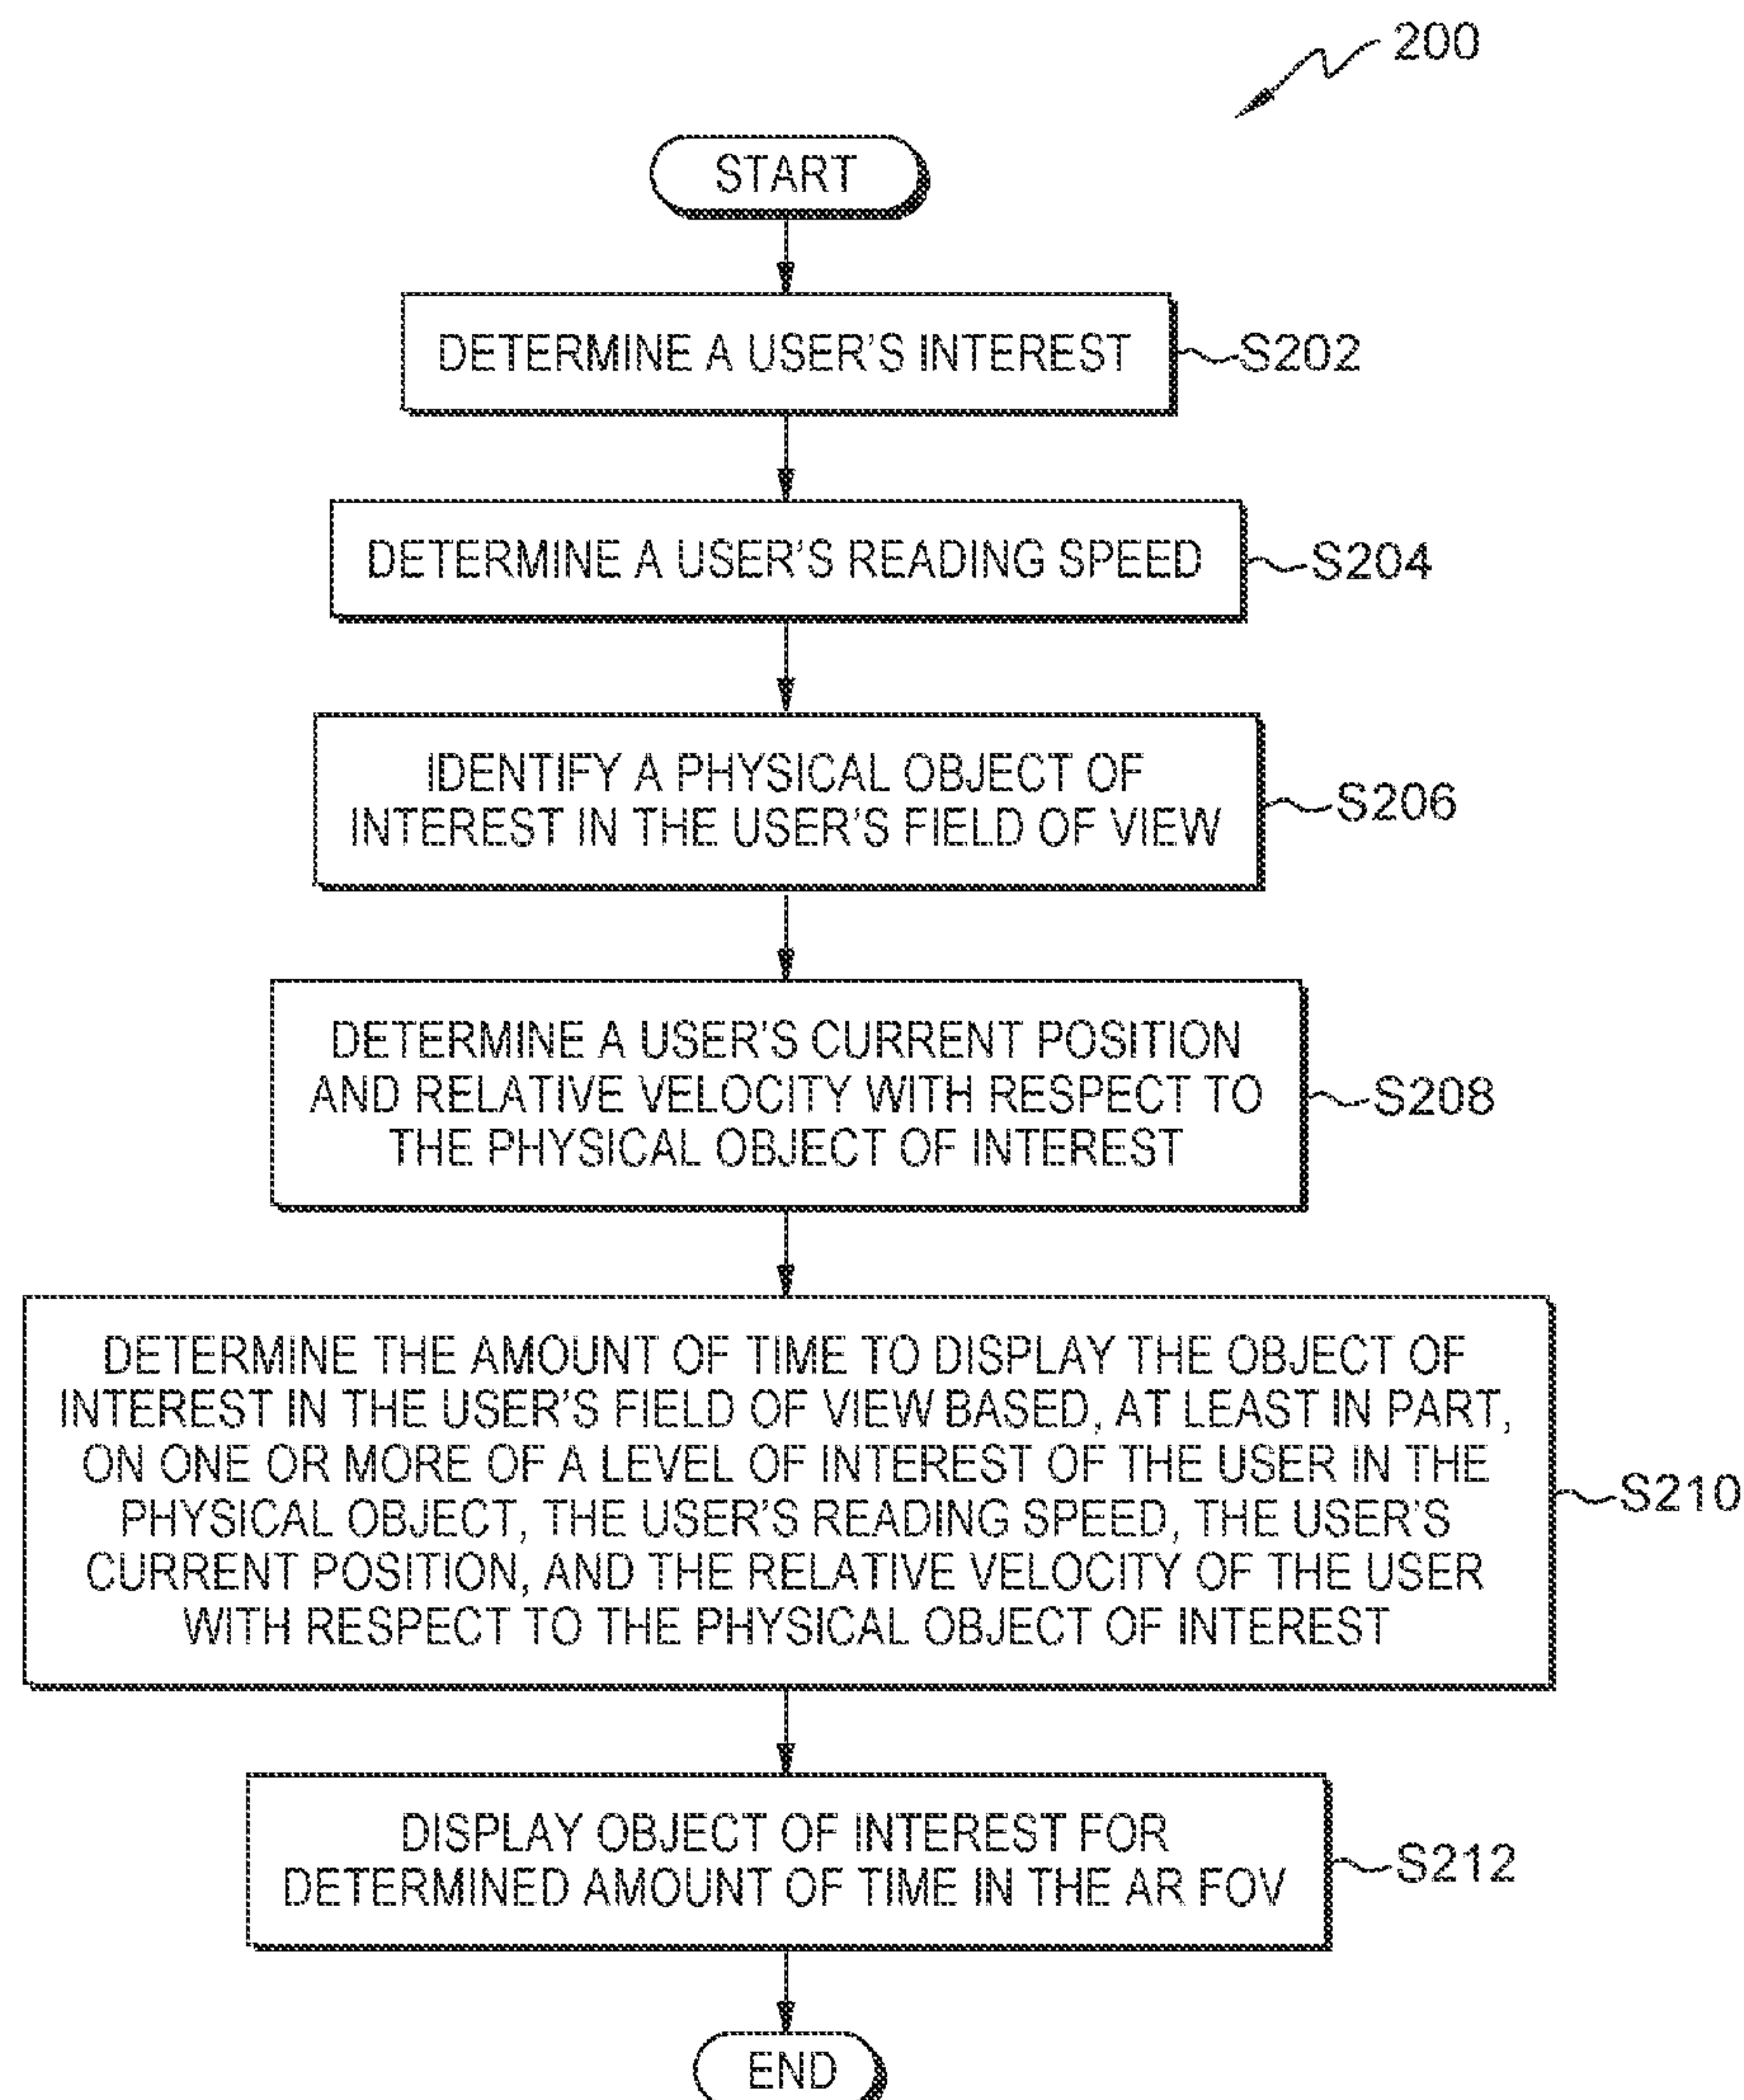 200
START
DETERMINE A USER'S INTEREST
S202
DETERMINE A USER'S READING SPEED
S204
IDENTIFY A PHYSICAL OBJECT OF
INTEREST IN THE USER'S FIELD OF VIEW
S206
DETERMINE A USER'S CURRENT POSITION
AND RELATIVE VELOCITY WITH RESPECT TO
THE PHYSICAL OBJECT OF INTEREST
S208
DETERMINE THE AMOUNT OF TIME TO DISPLAY THE OBJECT OF
INTEREST IN THE USER'S FIELD OF VIEW BASED, AT LEAST IN PART,
ON ONE OR MORE OF A LEVEL OF INTEREST OF THE USER IN THE
PHYSICAL OBJECT, THE USER'S READING SPEED, THE USER'S
CURRENT POSITION, AND THE RELATIVE VELOCITY OF THE USER
WITH RESPECT TO THE PHYSICAL OBJECT OF INTEREST
S210
DISPLAY OBJECT OF INTEREST FOR
DETERMINED AMOUNT OF TIME IN THE AR FOV
S212
END